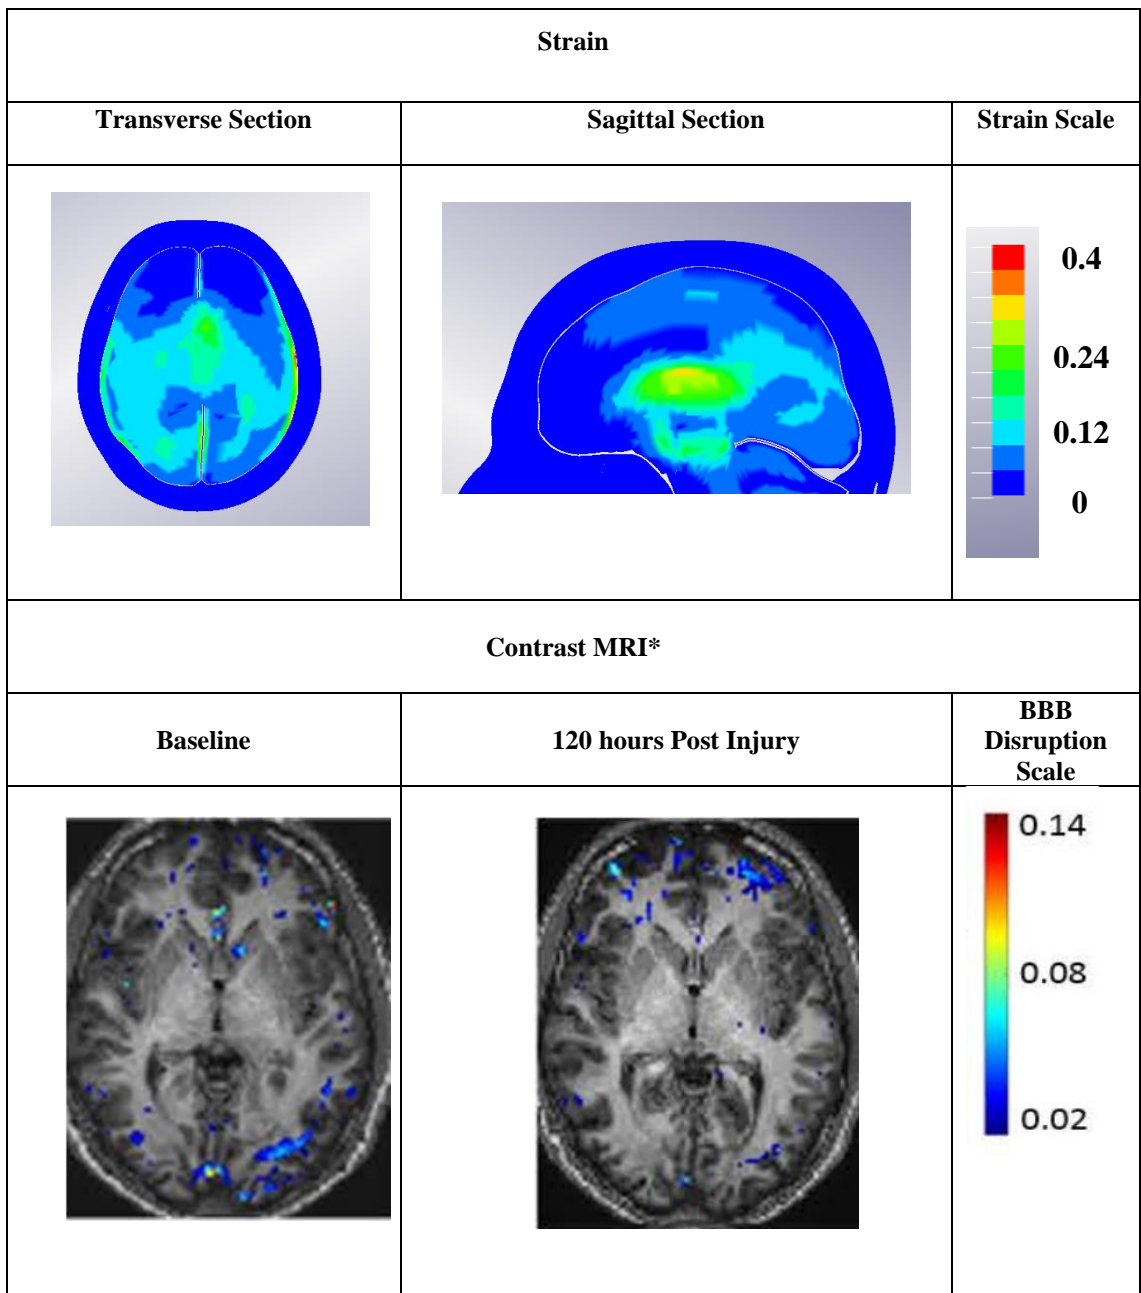 Strain
Transverse Section
Sagittal Section
Strain Scale
0.4
0.24
0.12
0
Contrast MRI*
Baseline
120 hours Post Injury
BBB
Disruption
Scale
0.14
0.08
0.02